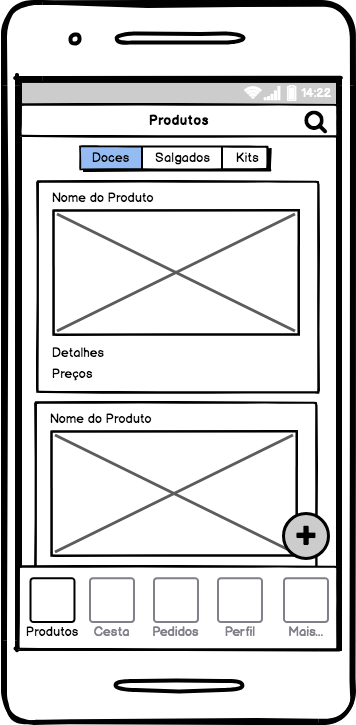 14:22
Produtos
Doces Salgados Kits
Nome do Produto
Detalhes
Preços
Nome do Produto
Produtos Cesta Pedidos Perfil Mais...